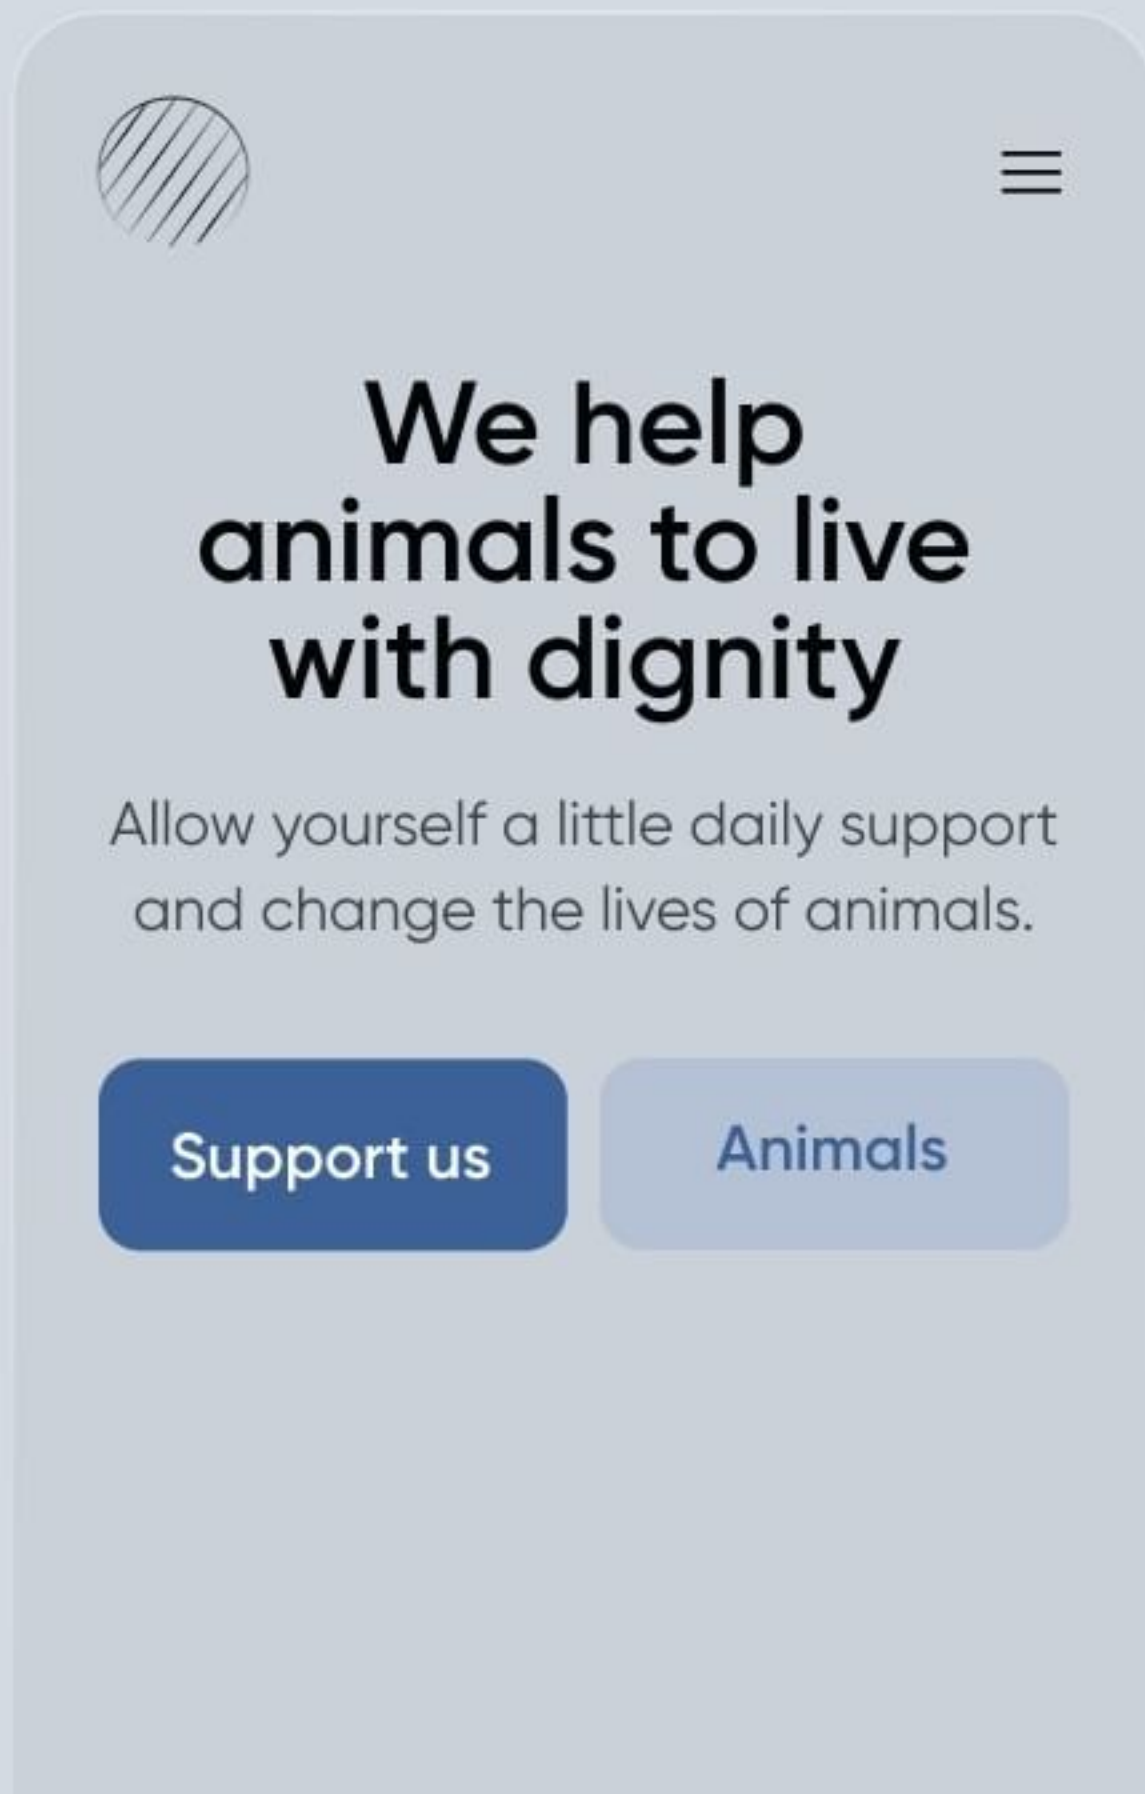 We help
animals to live
with dignity
Allow yourself a little daily support
and change the lives of animals.
Support us
Animals